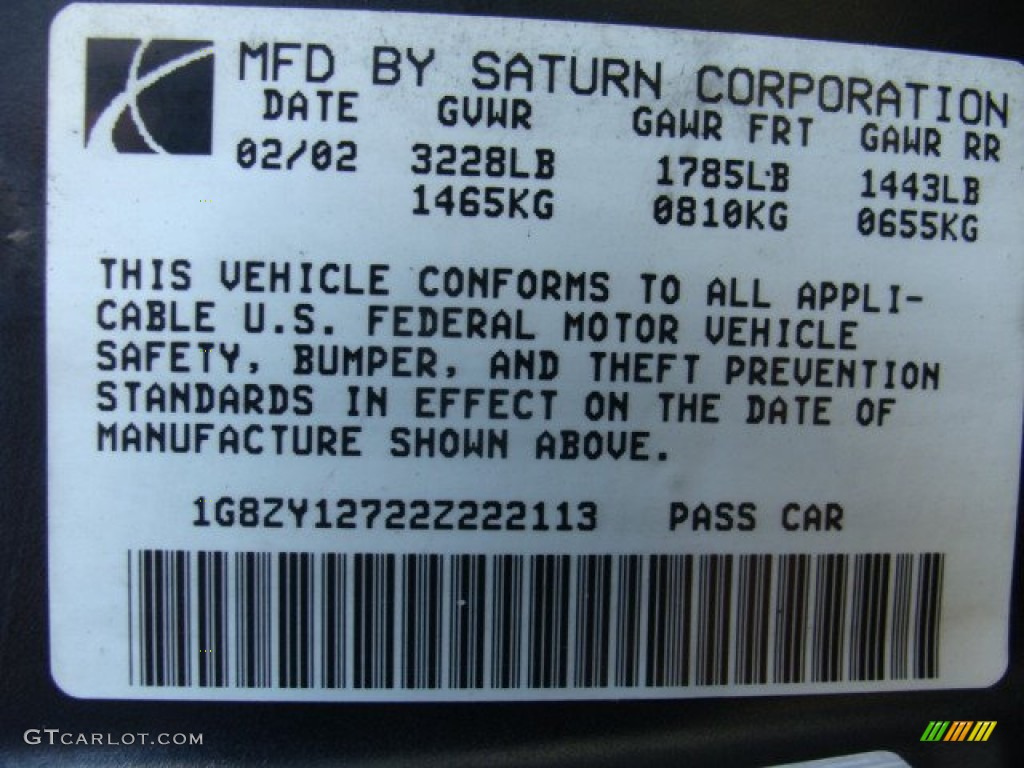 MFD BY SATURN CORPORATION
DATE GVWR GAWR FRT GAWR RR
02/02 3228LB 1785LB 1443LB
1465KG 0810KG 0655KG
THIS VEHICLE CONFORMS TO ALL APPLI-
CABLE U.S. FEDERAL MOTOR VEHICLE
SAFETY, BUMPER, AND THEFT PREVENTION
STANDARDS IN EFFECT ON THE DATE OF
MANUFACTURE SHOWN ABOVE.
1G8ZY12722Z222113 PASS CAR
GTCARLOT.COM